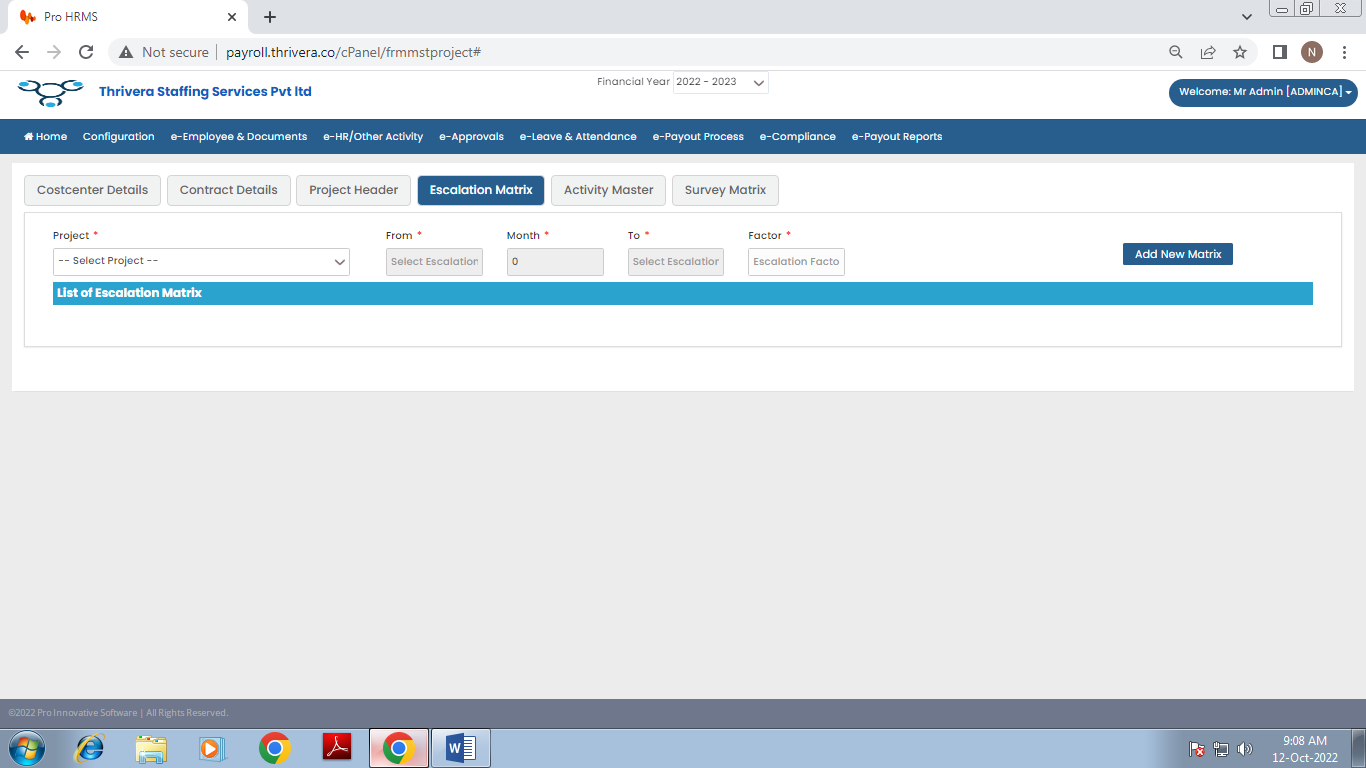 Pro HRMS
Not secure | payroll.thrivera.co/cPanel/frmmstproject#
N
Thrivera Staffing Services Pvt ltd
Financial Year 2022 - 2023
Welcome: Mr Admin [ADMINCA]
Home Configuration e-Employee & Documents e-HR/Other Activity e-Approvals e-Leave & Attendance e-Payout Process e-Compliance e-Payout Reports
Costcenter Details Contract Details Project Header Escalation Matrix Activity Master Survey Matrix
Project * From * Month * To * Factor *
-- Select Project -- Select Escalation 0 Select Escalation Escalation Facto Add New Matrix
List of Escalation Matrix
©2022 Pro Innovative Software | All Rights Reserved.
9:08 AM
12-Oct-2022